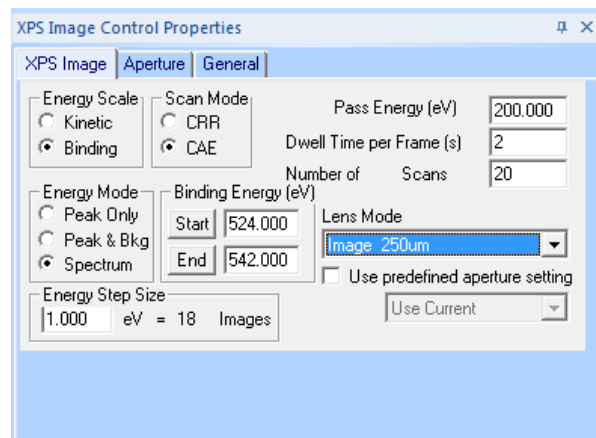 XPS Image Control Properties
XPS Image Aperture General
Energy Scale Scan Mode
Kinetic CRR
Binding CAE
Pass Energy (eV) 200.000
Dwell Time per Frame (s) 2
Number of Scans 20
Energy Mode Binding Energy (eV)
Peak Only Start 524.000
Peak & Bkg
Spectrum End 542.000
Lens Mode
Image 250um
Use predefined aperture setting
Use Current
Energy Step Size
1.000 eV = 18 Images